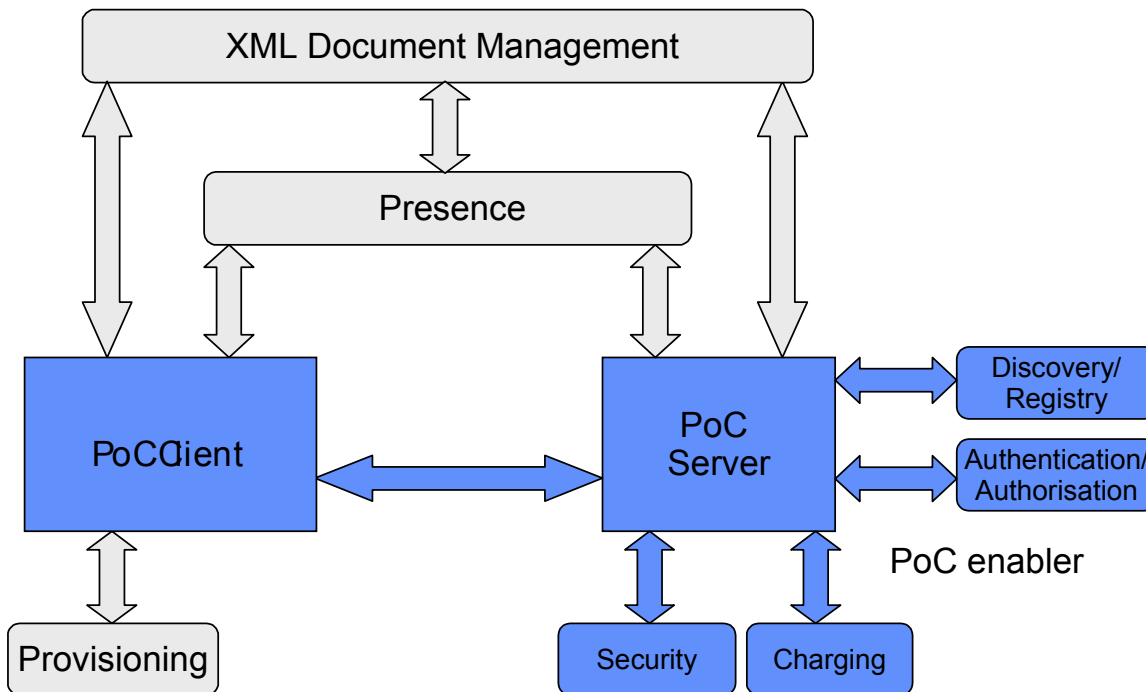 XML Document Management
Presence
PoCClient
PoC
Server
Discovery/
Registry
Authentication/
Authorisation
PoC enabler
Provisioning
Security
Charging